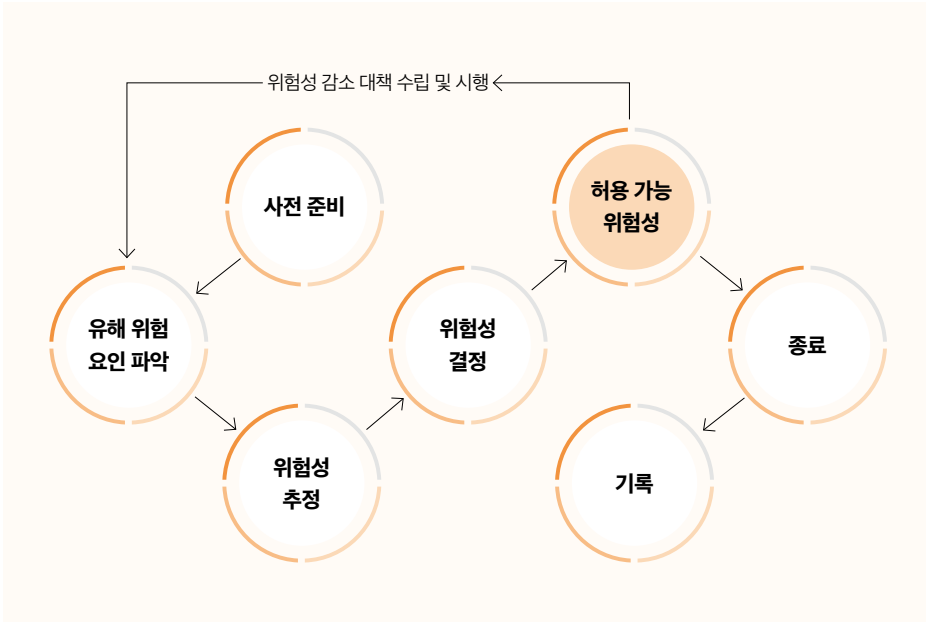 위험성 감소 대책 수립 및 시행
사전 준비
허용 가능
위험성
유해 위험
요인 파악
위험성
결정
종료
위험성
추정
기록